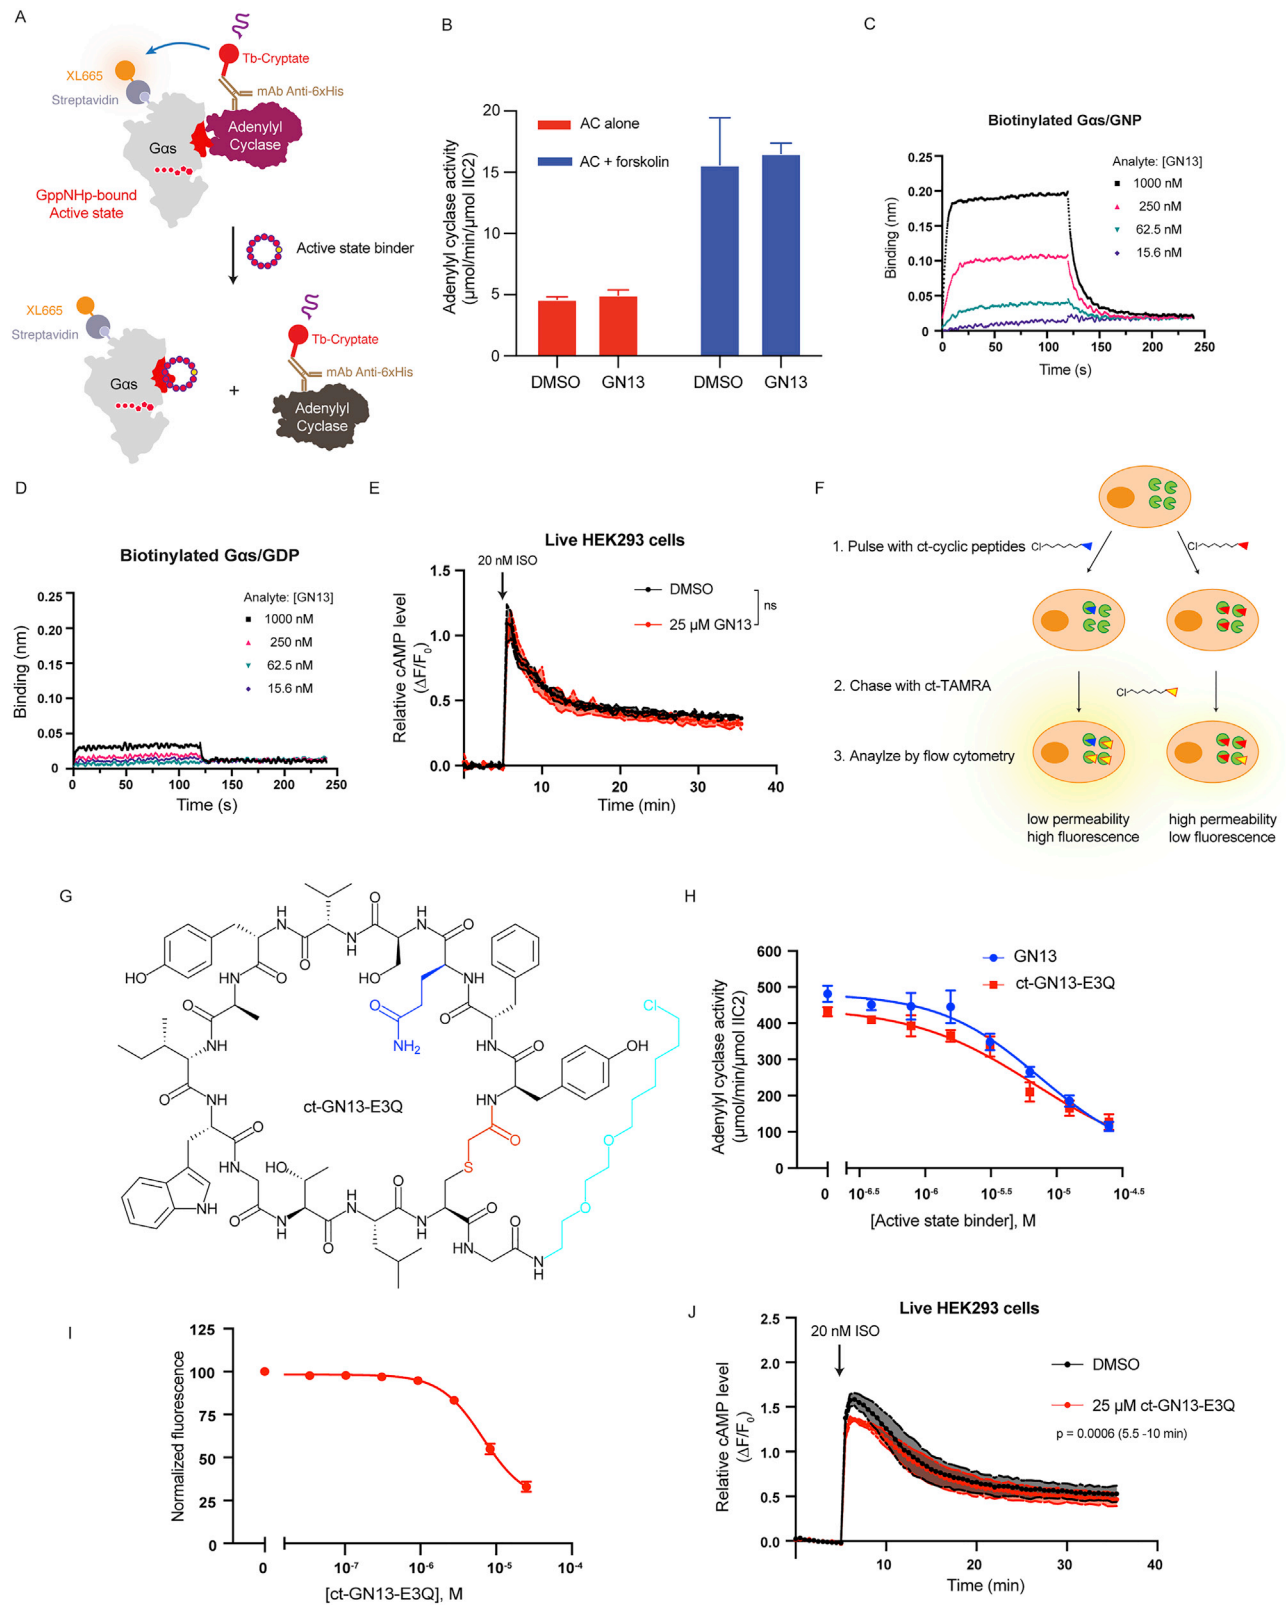 A
XL665
Streptavidin
Tb-Cryptate
mAb Anti-6xHis
Gαs
Adenylyl
Cyclase
GppNHp-bound
Active state
Active state binder
XL665
Streptavidin
Tb-Cryptate
mAb Anti-6xHis
Gαs
+
Adenylyl
Cyclase
B
Adenylyl cyclase activity
(μmol/min/μmol IIC2)
20
15
10
5
0
AC alone
AC + forskolin
DMSO GN13 DMSO GN13
C
Biotinylated Gαs/GNP
Analyte: [GN13]
1000 nM
250 nM
62.5 nM
15.6 nM
Binding (nm)
0.25
0.20
0.15
0.10
0.05
0
0 50 100 150 200 250
Time (s)
D
Biotinylated Gαs/GDP
Analyte: [GN13]
1000 nM
250 nM
62.5 nM
15.6 nM
Binding (nm)
0.25
0.20
0.15
0.10
0.05
0
0 50 100 150 200 250
Time (s)
E
Live HEK293 cells
20 nM ISO
DMSO
25 μM GN13
ns
Relative cAMP level
(ΔF/F0)
1.5
1.0
0.5
0.0
10 20 30 40
Time (min)
F
1. Pulse with ct-cyclic peptides
Cl
Cl
2. Chase with ct-TAMRA
Cl
3. Anaylze by flow cytometry
low permeability
high fluorescence
high permeability
low fluorescence
G
H
N
O
O
N
H
O
H
N
O
HO
O
HN
HO
NH
O
O
NH2
O
NH
O
OH
Cl
NH
O
HN
O
ct-GN13-E3Q
HN
O
O
S
O
NH
HO
O
O
NH
O
N
H
O
H
N
O
H
N
O
HN
O
N
H
O
H
Adenylyl cyclase activity
(μmol/min/μmol IIC2)
600
500
400
300
200
100
0
GN13
ct-GN13-E3Q
0 10-6.5 10-6 10-5.5 10-5 10-4.5
[Active state binder], M
I
Normalized fluorescence
125
100
75
50
25
0
0 10-7 10-6 10-5 10-4
[ct-GN13-E3Q], M
J
Live HEK293 cells
20 nM ISO
DMSO
25 μM ct-GN13-E3Q
p = 0.0006 (5.5 -10 min)
Relative cAMP level
(ΔF/F0)
2.5
2.0
1.5
1.0
0.5
0.0
10 20 30 40
Time (min)